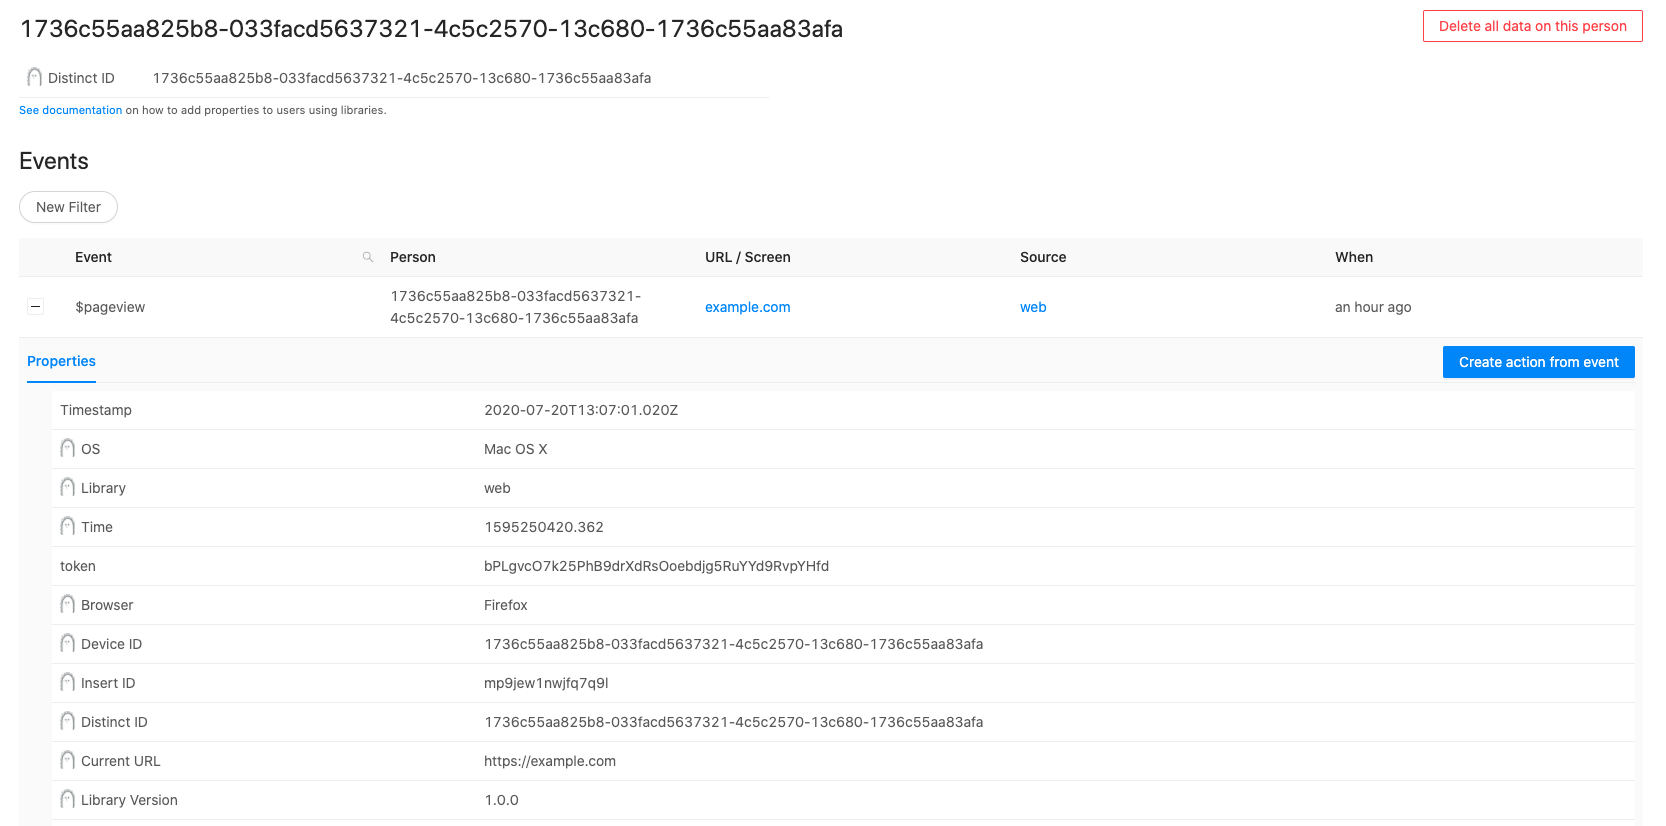 1736c55aa825b8-033facd5637321-4c5c2570-13c680-1736c55aa83afa
Delete all data on this person
Distinct ID 1736c55aa825b8-033facd5637321-4c5c2570-13c680-1736c55aa83afa
See documentation on how to add properties to users using libraries.
Events
New Filter
Event Person URL / Screen Source When
$pageview 1736c55aa825b8-033facd5637321-
4c5c2570-13c680-1736c55aa83afa example.com web an hour ago
Properties Create action from event
Timestamp 2020-07-20T13:07:01.020Z
OS Mac OS X
Library web
Time 1595250420.362
token bPLgvcO7k25PhB9drXdRsOoebdjg5RuYYd9RvpYHfd
Browser Firefox
Device ID 1736c55aa825b8-033facd5637321-4c5c2570-13c680-1736c55aa83afa
Insert ID mp9jew1nwjfq7q9l
Distinct ID 1736c55aa825b8-033facd5637321-4c5c2570-13c680-1736c55aa83afa
Current URL https://example.com
Library Version 1.0.0